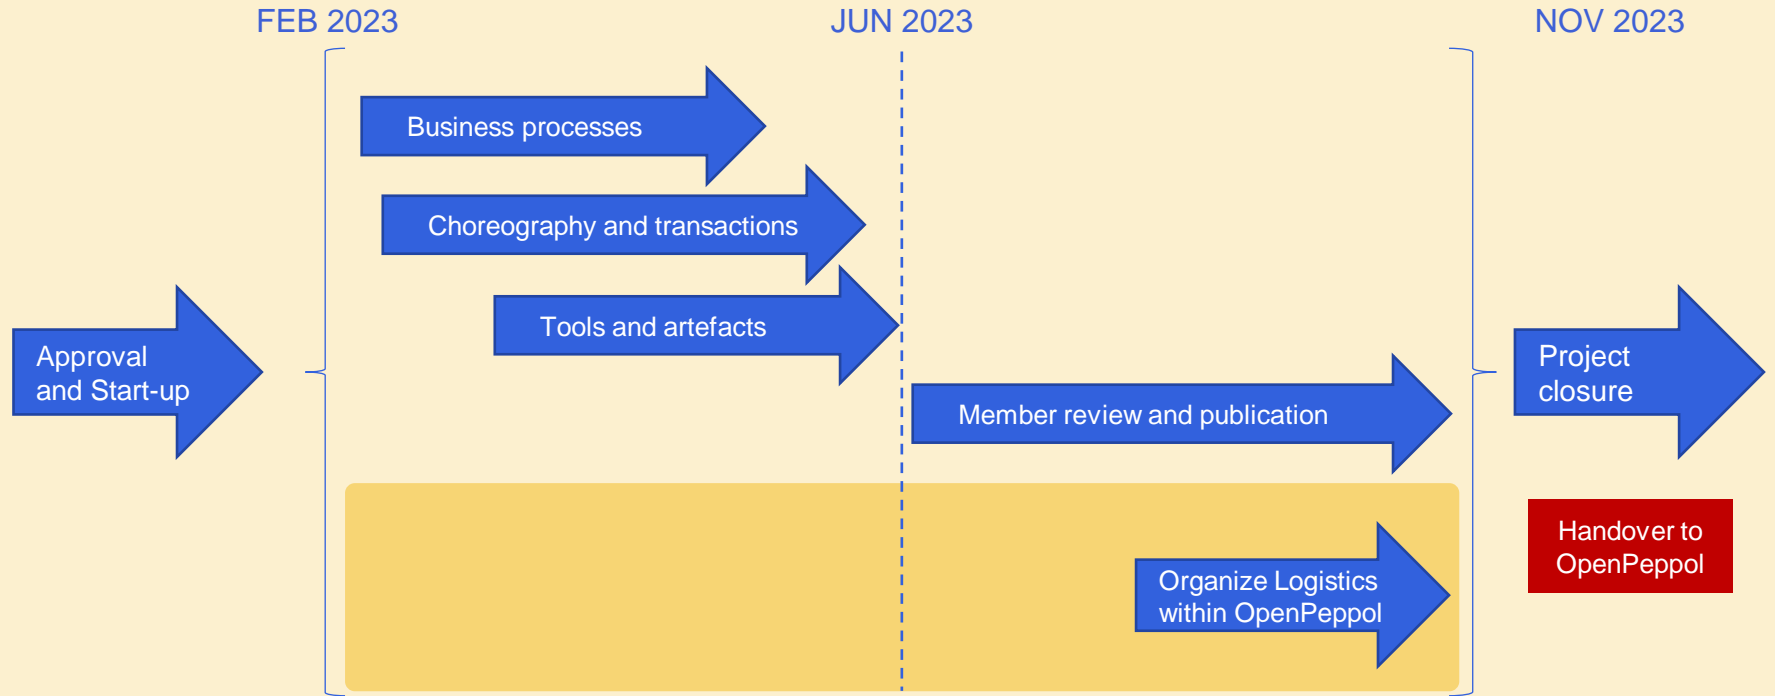 FEB 2023
JUN 2023
NOV 2023
Business processes
Choreography and transactions
Tools and artefacts
Approval
and Start-up
Member review and publication
Project
closure
Organize Logistics
within OpenPeppol
Handover to
OpenPeppol